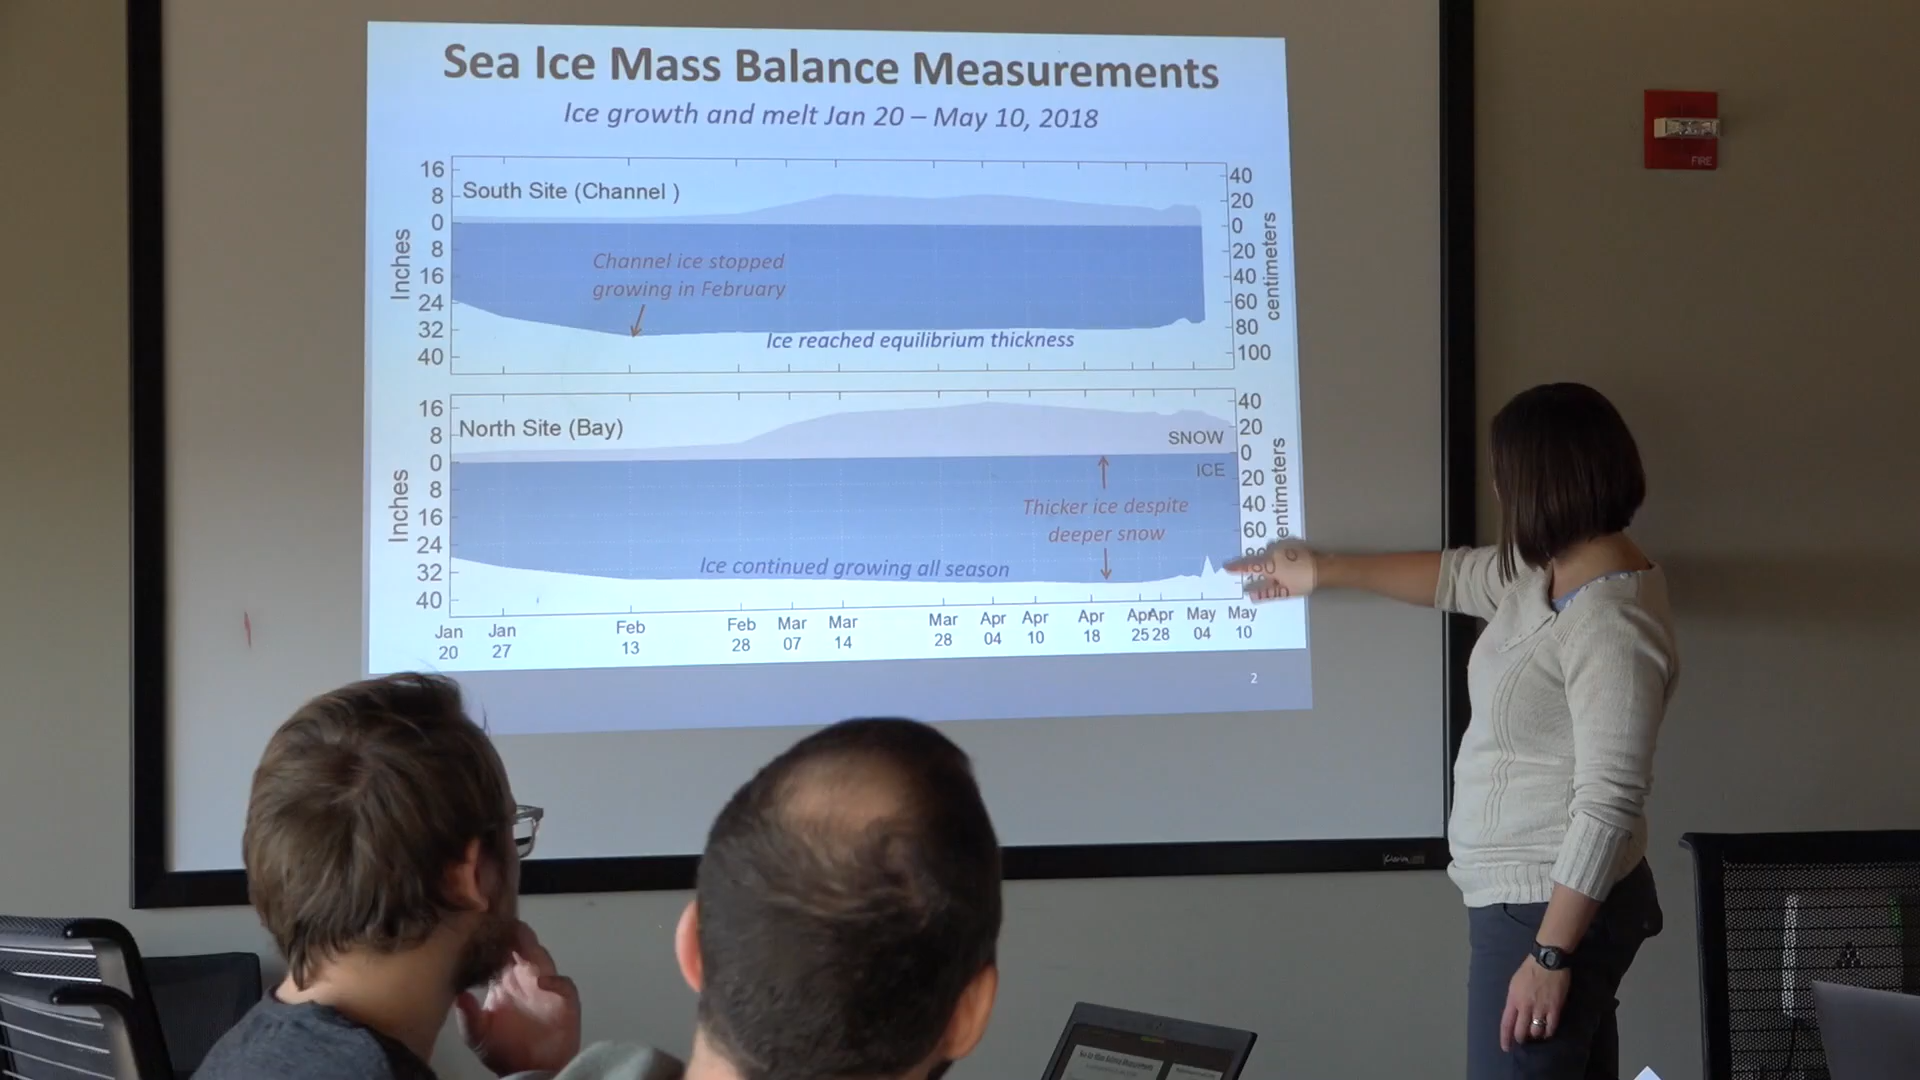 Sea Ice Mass Balance Measurements
Ice growth and melt Jan 20 – May 10, 2018
16
8
0
8
16
24
32
40
Inches
South Site (Channel )
Channel ice stopped
growing in February
Ice reached equilibrium thickness
40
20
0
20
40
60
80
100
centimeters
16
8
0
8
16
24
32
40
Inches
North Site (Bay)
SNOW
ICE
Thicker ice despite
deeper snow
Ice continued growing all season
40
20
0
20
40
60
80
100
Jan 20
Jan 27
Feb 13
Feb 28
Mar 07
Mar 14
Mar 28
Apr 04
Apr 10
Apr 18
Apr 25
Apr 28
May 04
May 10
2
FIRE